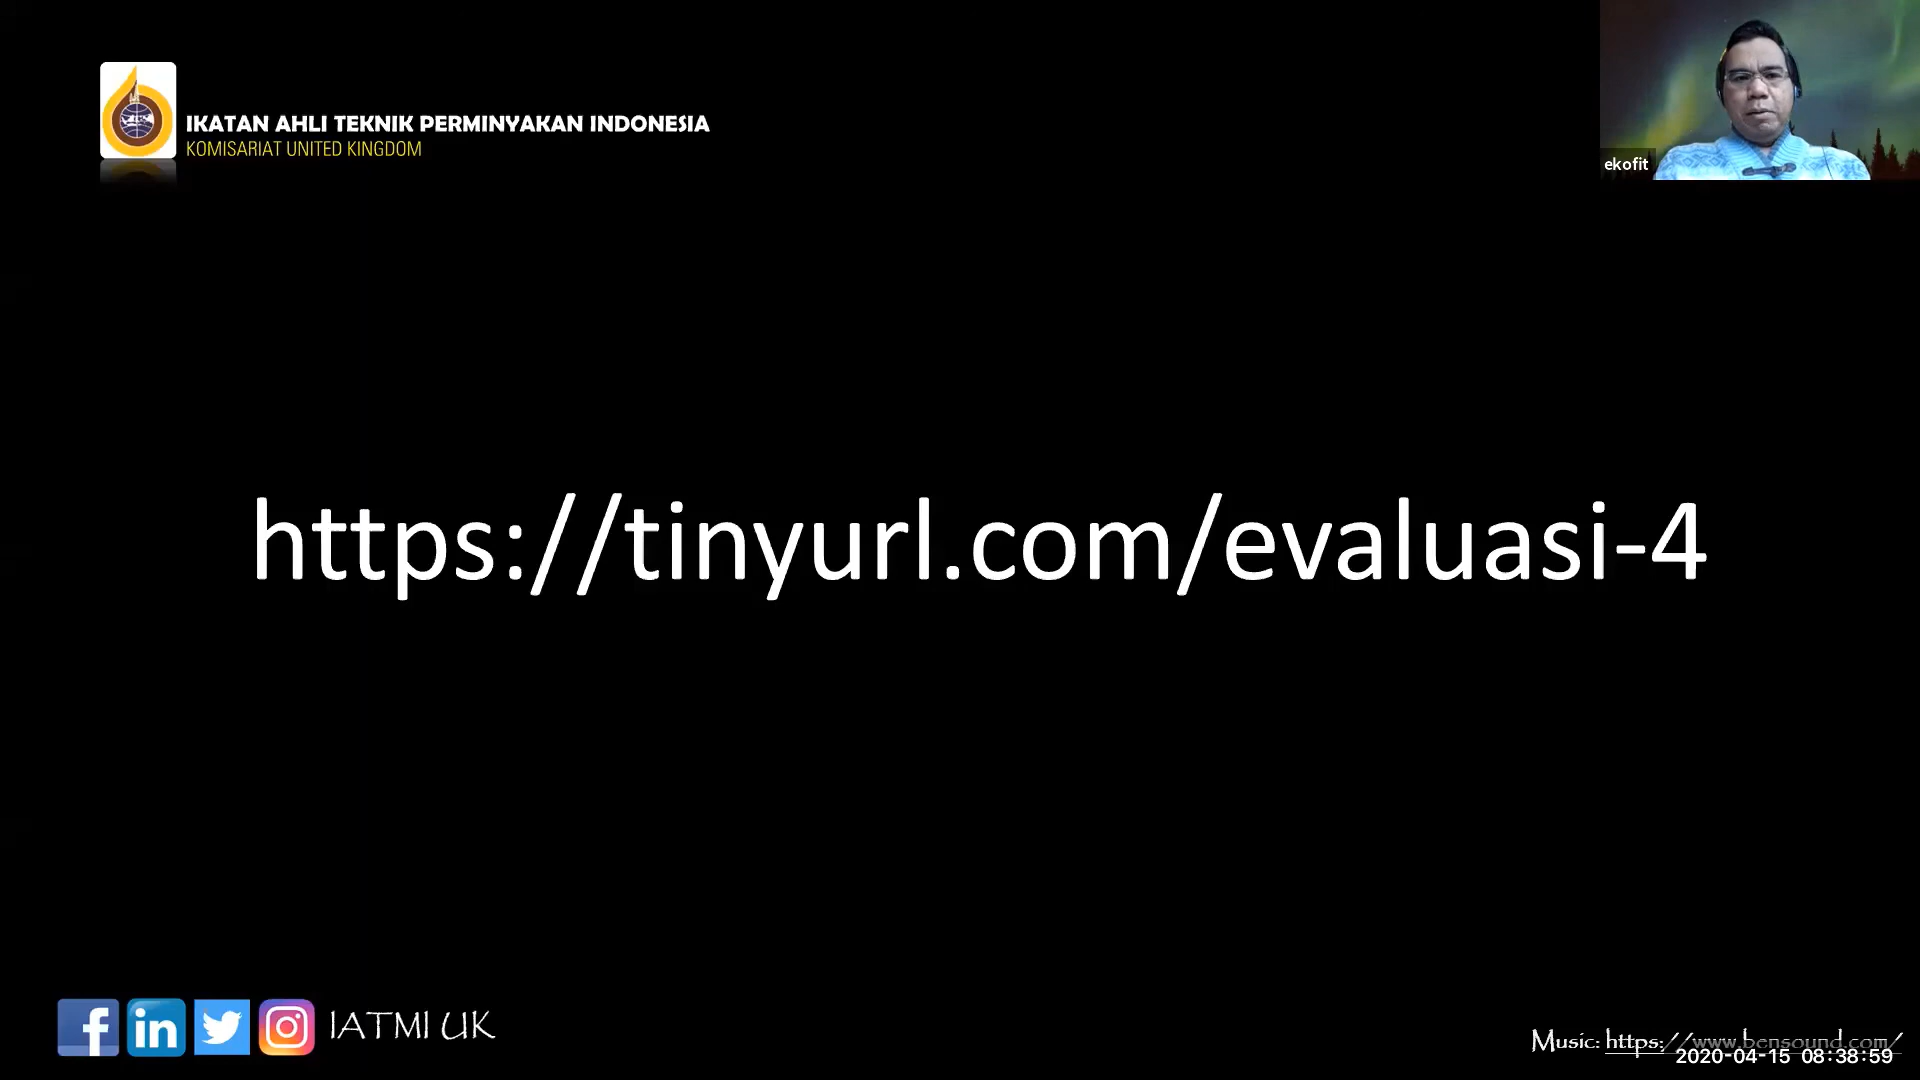 IKATAN AHLI TEKNIK PERMINYAKAN INDONESIA
KOMISARIAT UNITED KINGDOM
ekofit
https://tinyurl.com/evaluasi-4
IATMI UK
Music: https://www.bensound.com/
2020-04-15 08:38:59